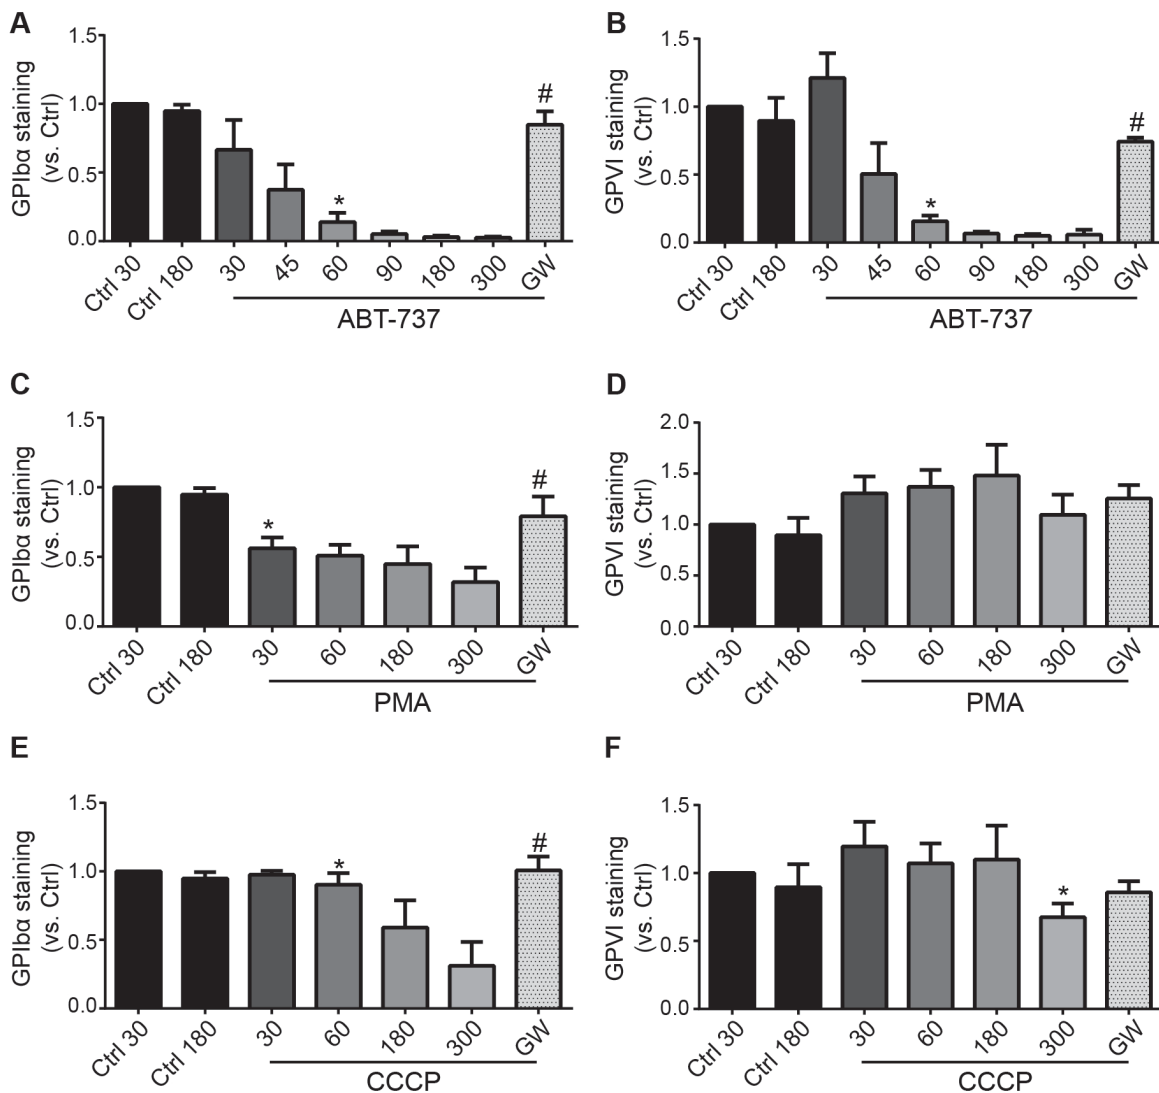 A
GPIbα staining
(vs. Ctrl)
1.5
1.0
0.5
0.0
*
#
Ctrl 30
Ctrl 180
30
45
60
90
180
300
GW
ABT-737
B
GPVI staining
(vs. Ctrl)
1.5
1.0
0.5
0.0
*
#
Ctrl 30
Ctrl 180
30
45
60
90
180
300
GW
ABT-737
C
GPIbα staining
(vs. Ctrl)
1.5
1.0
0.5
0.0
*
#
Ctrl 30
Ctrl 180
30
60
180
300
GW
PMA
D
GPVI staining
(vs. Ctrl)
2.0
1.5
1.0
0.5
0.0
Ctrl 30
Ctrl 180
30
60
180
300
GW
PMA
E
GPIbα staining
(vs. Ctrl)
1.5
1.0
0.5
0.0
*
#
Ctrl 30
Ctrl 180
30
60
180
300
GW
CCCP
F
GPVI staining
(vs. Ctrl)
1.5
1.0
0.5
0.0
*
Ctrl 30
Ctrl 180
30
60
180
300
GW
CCCP